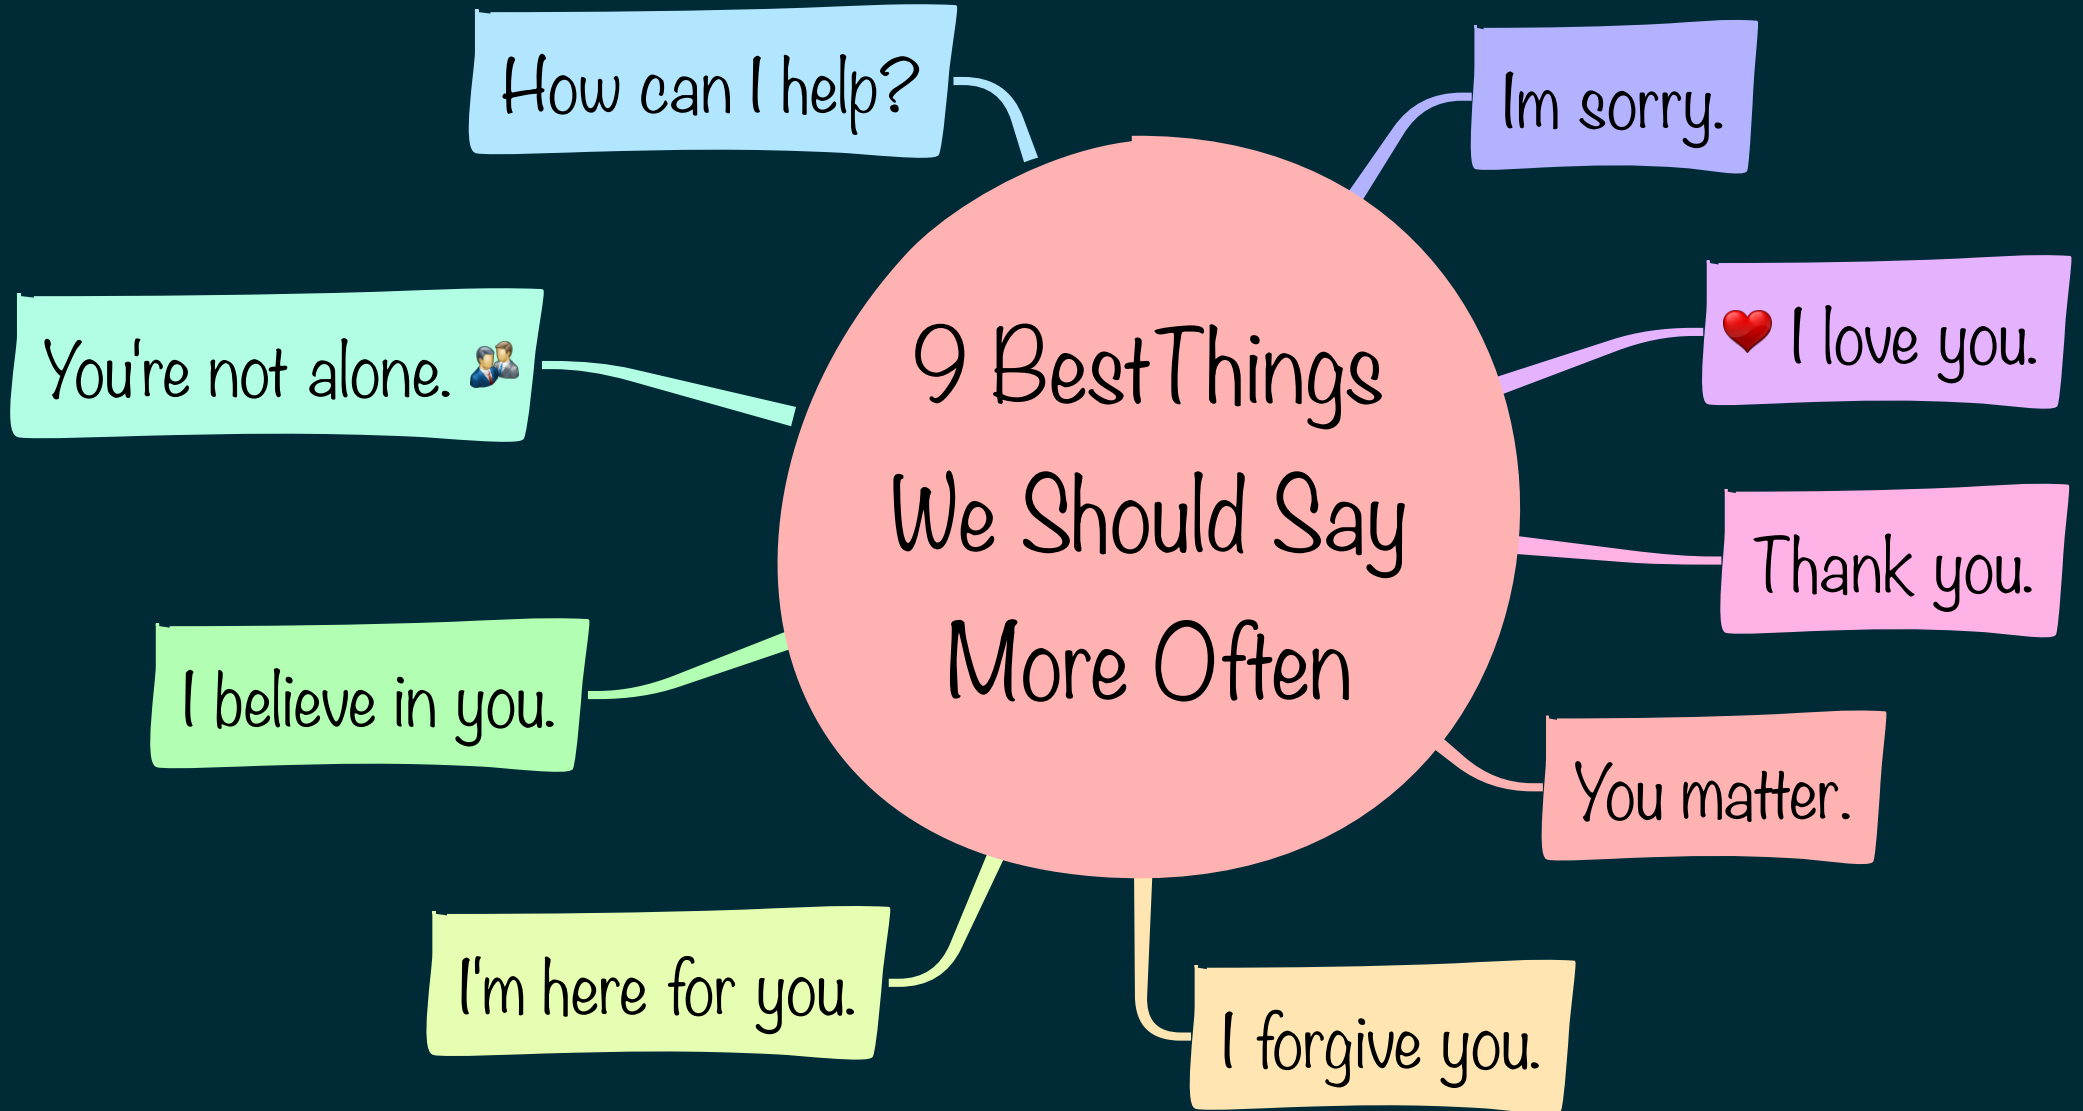 How can I help?
Im sorry.
You're not alone.
I love you.
9 Best Things
We Should Say
More Often
Thank you.
I believe in you.
You matter.
I'm here for you.
I forgive you.